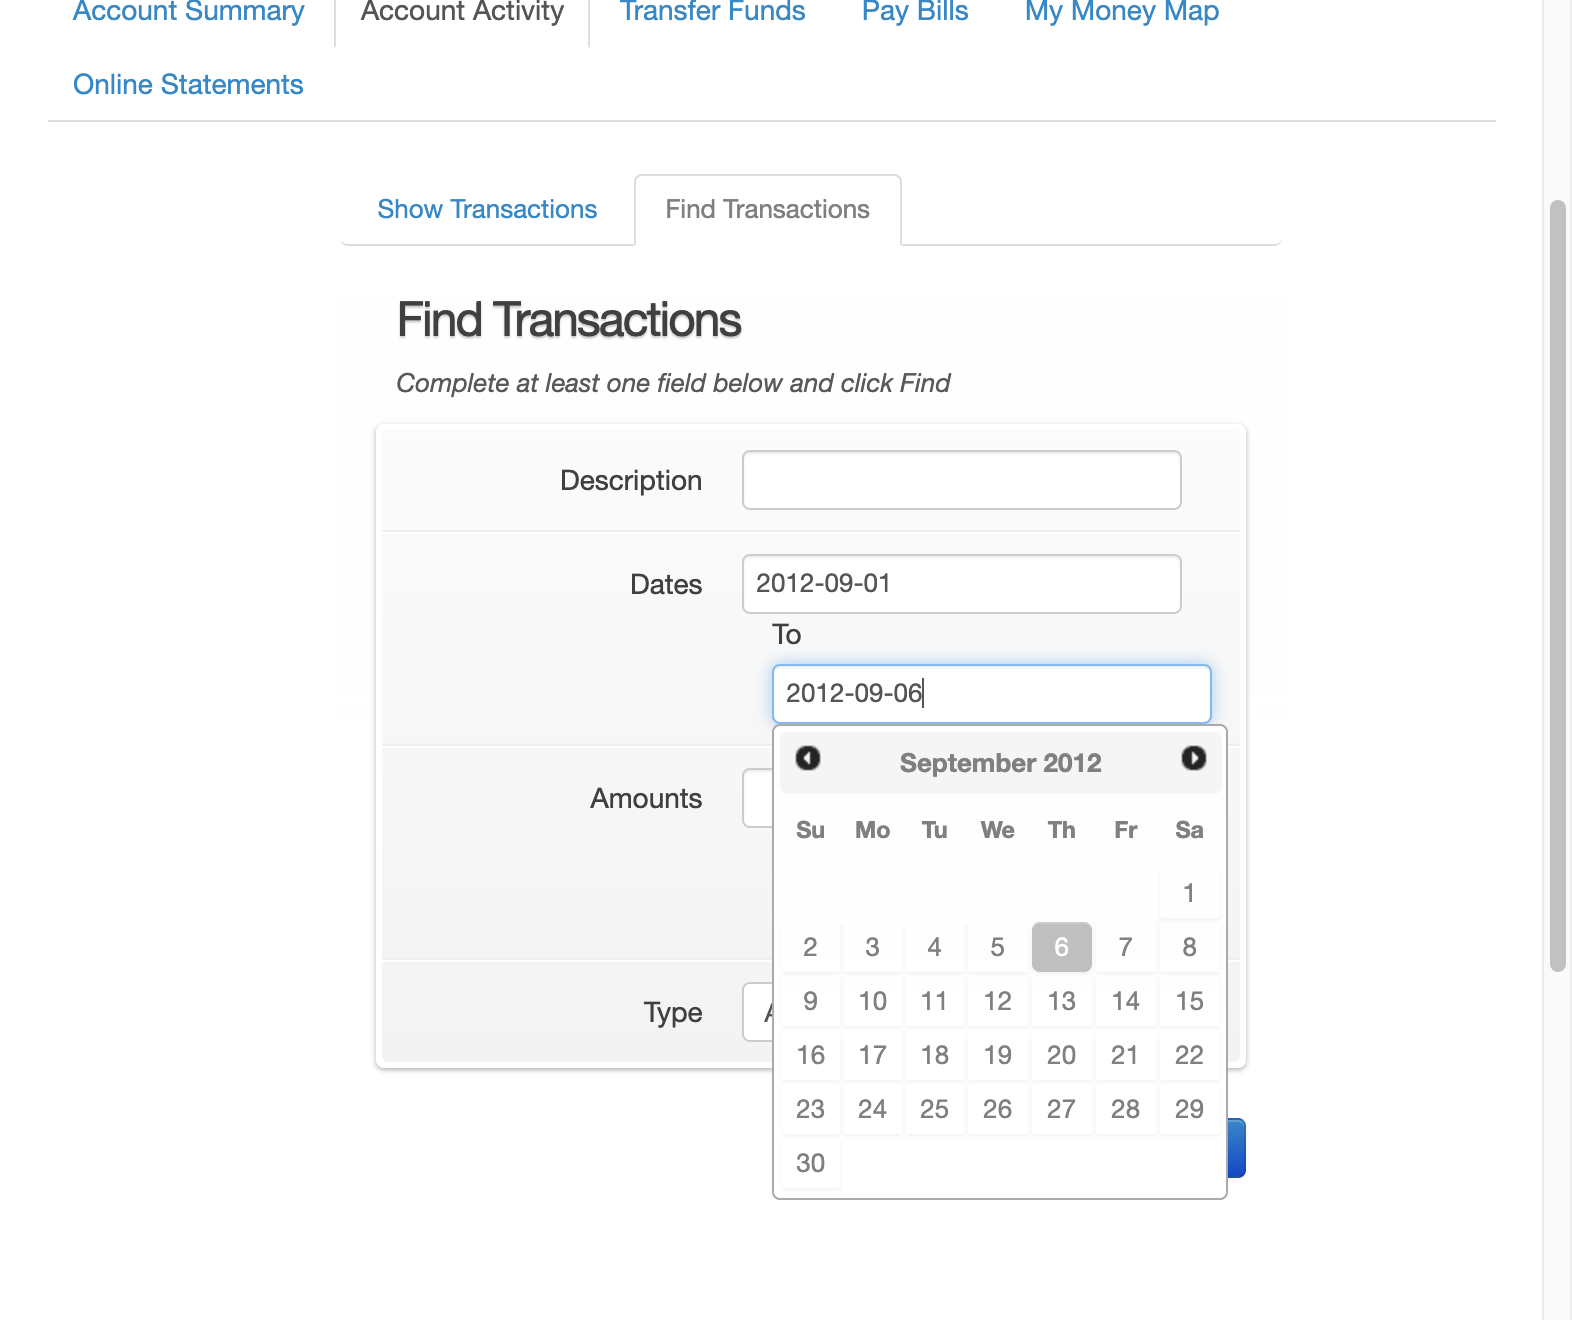 Account Summary Account Activity Transfer Funds Pay Bills My Money Map
Online Statements
Show Transactions Find Transactions
Find Transactions
Complete at least one field below and click Find
Description
Dates 2012-09-01
To
2012-09-06
September 2012
Amounts
Su Mo Tu We Th Fr Sa
1
2 3 4 5 6 7 8
9 10 11 12 13 14 15
Type
16 17 18 19 20 21 22
23 24 25 26 27 28 29
30